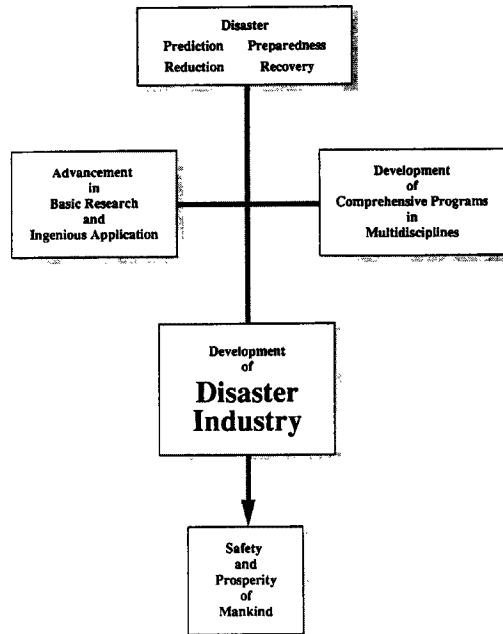 Disaster
Prediction Preparedness
Reduction Recovery
Advancement
in
Basic Research
and
Ingenious Application
Development
of
Comprehensive Programs
in
Multidisciplines
Development
of
Disaster
Industry
Safety
and
Prosperity
of
Mankind